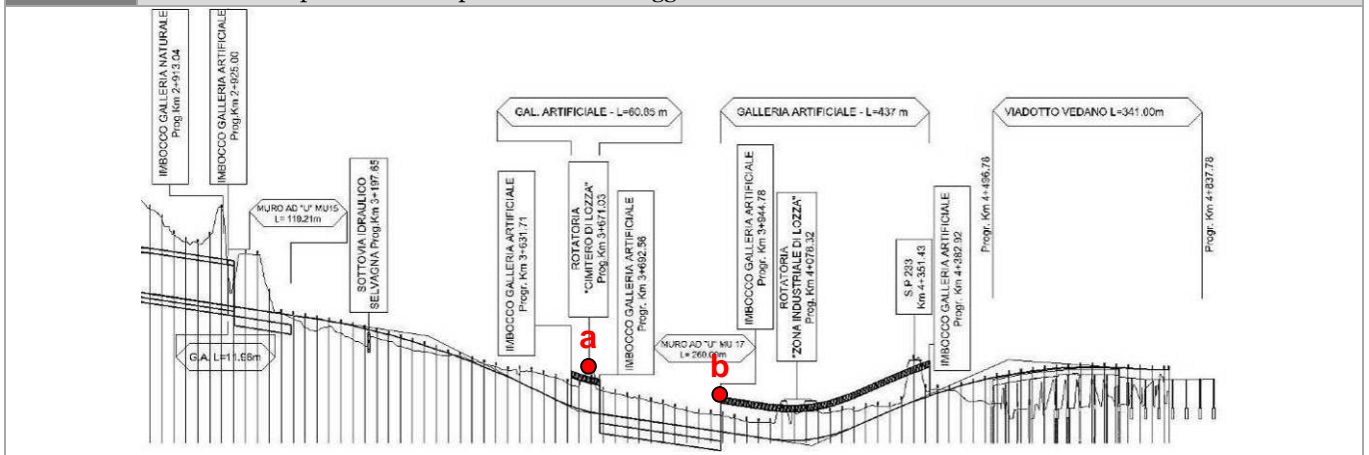 IMBOCCO GALLERIA NATURALE
Prog.Km 2+913.04
IMBOCCO GALLERIA ARTIFICIALE
Prog.Km 2+925.00
MURO AD "U" MU15
L= 119.21m
G.A. L=11.96m
SOTTOVIA IDRAULICO
SELVAGNA Prog.Km 3+197.65
GAL. ARTIFICIALE - L=60.85 m
IMBOCCO GALLERIA ARTIFICIALE
Progr. Km 3+631.71
ROTATORIA
"CIMITERO DI LOZZA"
Prog.Km 3+671.03
IMBOCCO GALLERIA ARTIFICIALE
Progr. Km 3+692.56
a
MURO AD "U" MU 17
b
GALLERIA ARTIFICIALE - L=437 m
IMBOCCO GALLERIA ARTIFICIALE
Progr. Km 3+944.78
ROTATORIA
"ZONA INDUSTRIALE DI LOZZA"
Prog. Km 4+078.32
S.P.233
Km 4+351.43
IMBOCCO GALLERIA ARTIFICIALE
Progr. Km 4+382.92
VIADOTTO VEDANO L=341.00m
Progr. Km 4+496.78
Progr. Km 4+837.78